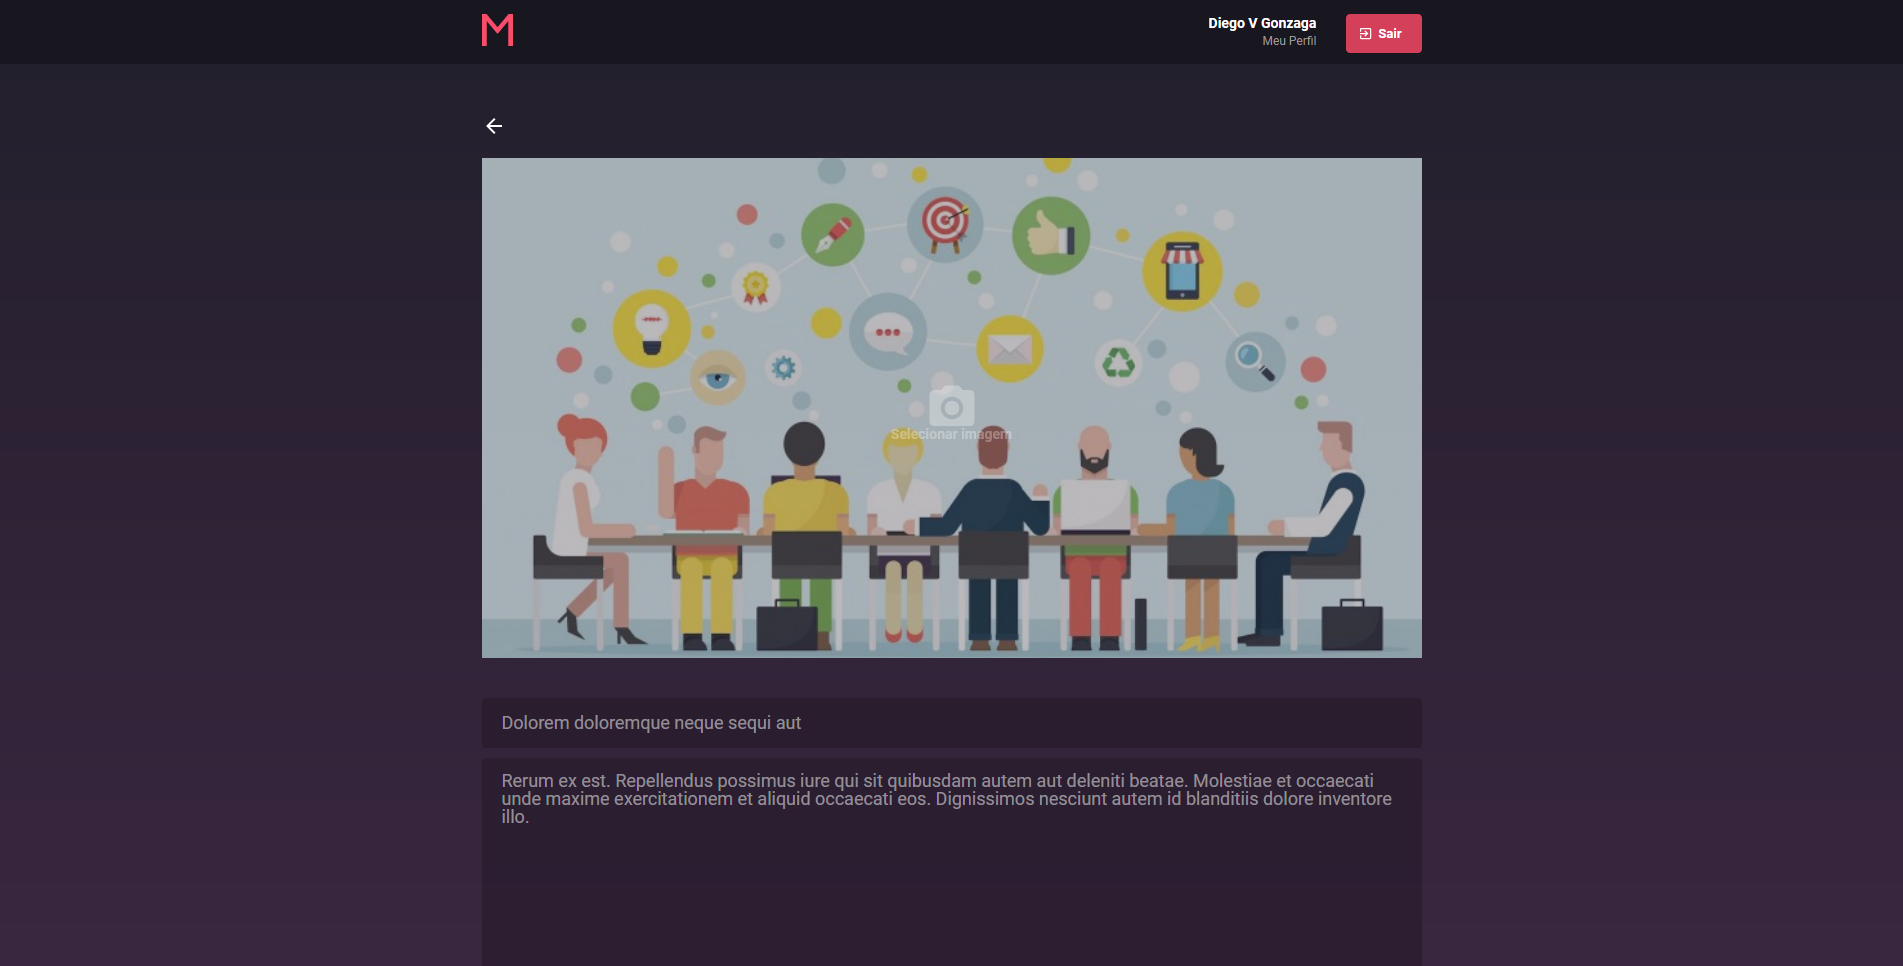 M
Diego V Gonzaga
Meu Perfil
Sair
Selecionar imagem
Dolorem doloremque neque sequi aut
Rerum ex est. Repellendus possimus iure qui sit quibusdam autem aut deleniti beatae. Molestiae et occaecati
unde maxime exercitationem et aliquid occaecati eos. Dignissimos nesciunt autem id blanditiis dolore inventore
illo.